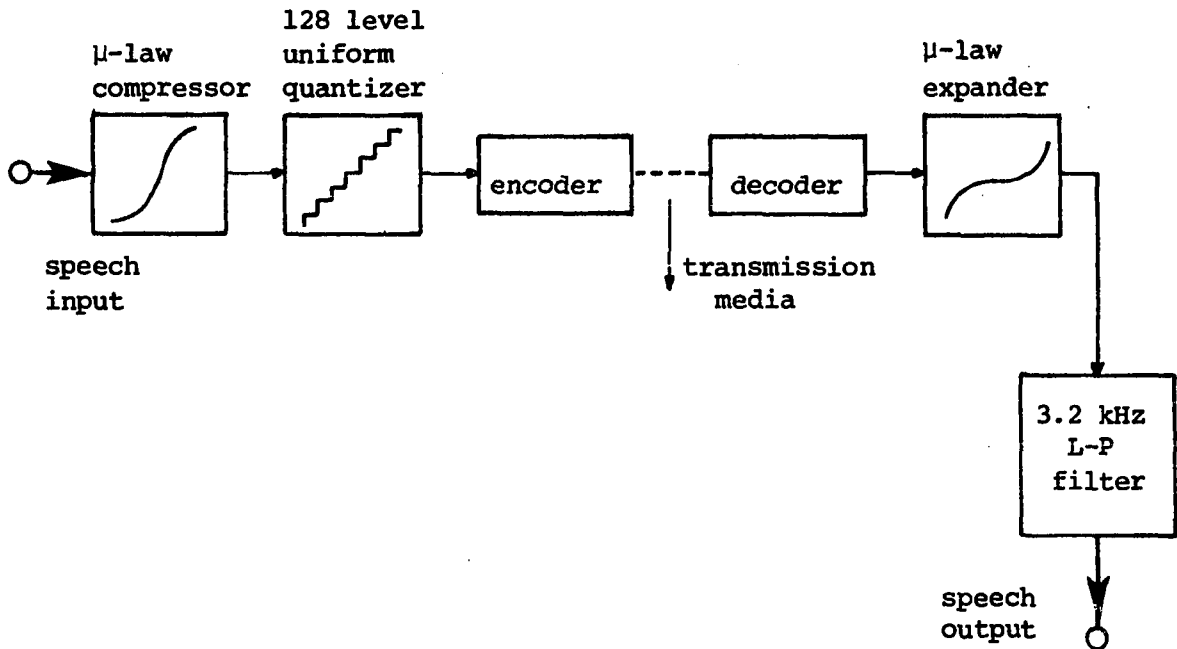 μ-law
compressor
128 level
uniform
quantizer
encoder
decoder
μ-law
expander
speech
input
transmission
media
3.2 kHz
L-P
filter
speech
output